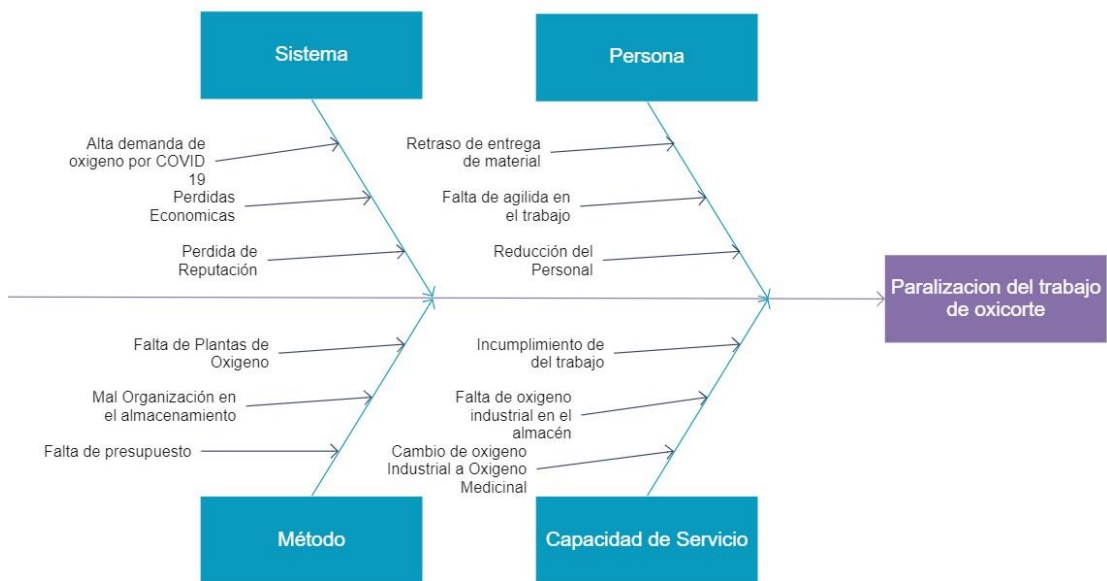 Sistema
Persona
Alta demanda de
oxigeno por COVID
19
Perdidas
Economicas
Perdida de
Reputación
Retraso de entrega
de material
Falta de agilida en
el trabajo
Reducción del
Personal
Paralizacion del trabajo
de oxicorte
Falta de Plantas de
Oxigeno
Mal Organización en
el almacenamiento
Falta de presupuesto
Incumplimiento de
del trabajo
Falta de oxigeno
industrial en el
almacén
Cambio de oxigeno
Industrial a Oxigeno
Medicinal
Método
Capacidad de Servicio